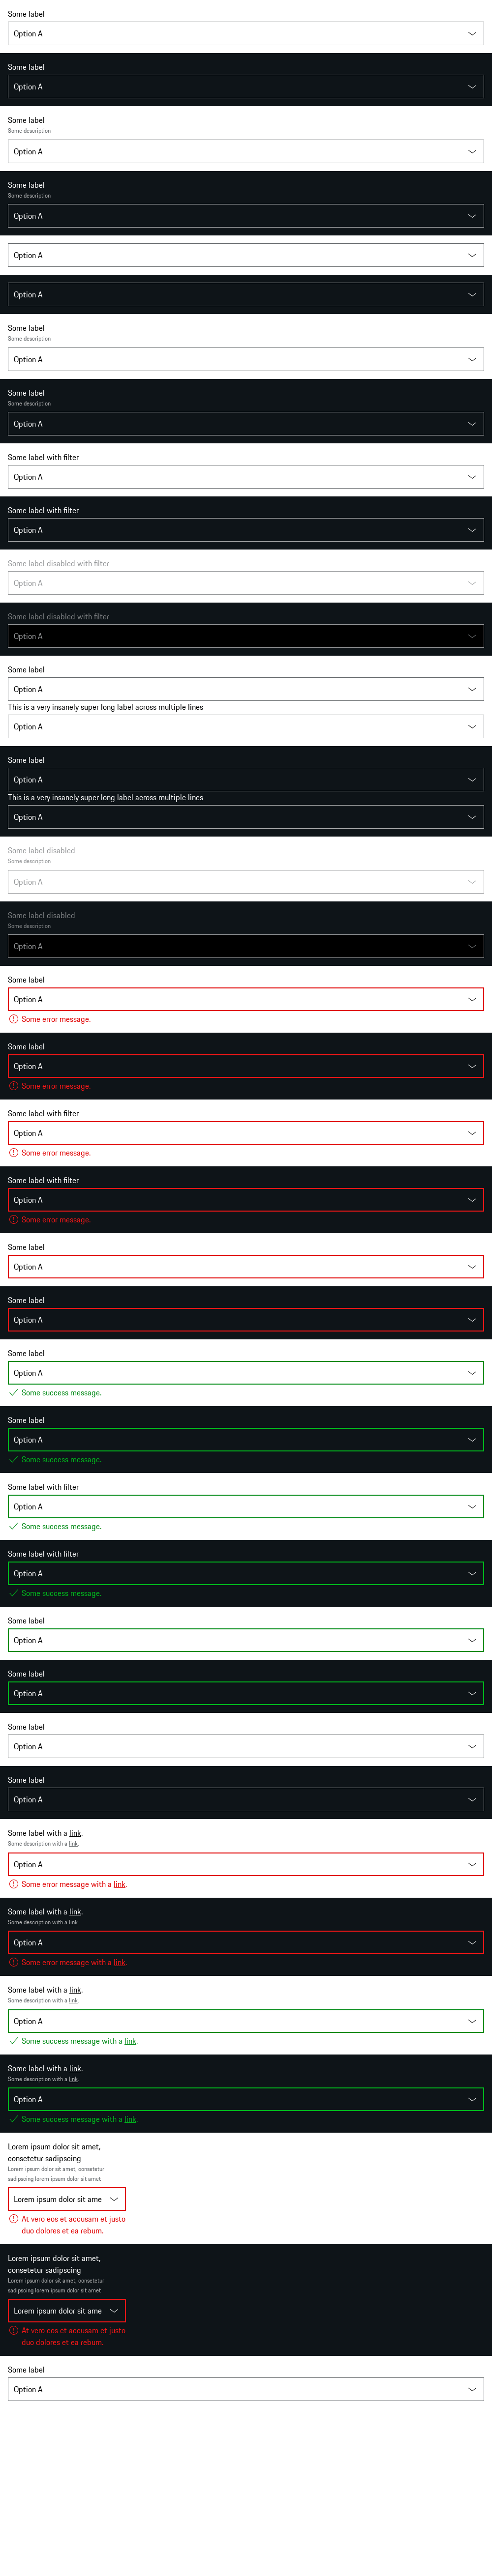 Some label
Option A
Some label
Option A
Some label
Some description
Option A
Some label
Some description
Option A
Option A
Option A
Some label
Some description
Option A
Some label
Some description
Option A
Some label with filter
Option A
Some label with filter
Option A
Some label disabled with filter
Option A
Some label disabled with filter
Option A
Some label
Option A
This is a very insanely super long label across multiple lines
Option A
Some label
Option A
This is a very insanely super long label across multiple lines
Option A
Some label disabled
Some description
Option A
Some label disabled
Some description
Option A
Some label
Option A
Some error message.
Some label
Option A
Some error message.
Some label with filter
Option A
Some error message.
Some label with filter
Option A
Some error message.
Some label
Option A
Some label
Option A
Some label
Option A
Some success message.
Some label
Option A
Some success message.
Some label with filter
Option A
Some success message.
Some label with filter
Option A
Some success message.
Some label
Option A
Some label
Option A
Some label
Option A
Some label
Option A
Some label with a link.
Some description with a link.
Option A
Some error message with a link.
Some label with a link.
Some description with a link.
Option A
Some error message with a link.
Some label with a link.
Some description with a link.
Option A
Some success message with a link.
Some label with a link.
Some description with a link.
Option A
Some success message with a link.
Lorem ipsum dolor sit amet,
consetetur sadipscing
Lorem ipsum dolor sit amet, consetetur
sadipscing lorem ipsum dolor sit amet
Lorem ipsum dolor sit ame
At vero eos et accusam et justo
duo dolores et ea rebum.
Lorem ipsum dolor sit amet,
consetetur sadipscing
Lorem ipsum dolor sit amet, consetetur
sadipscing lorem ipsum dolor sit amet
Lorem ipsum dolor sit ame
At vero eos et accusam et justo
duo dolores et ea rebum.
Some label
Option A